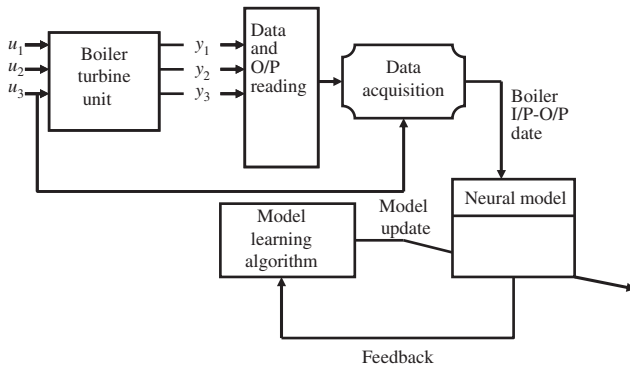 u1
u2
u3
Boiler
turbine
unit
y1
y2
y3
Data
and
O/P
reading
Data
acquisition
Boiler
I/P-O/P
date
Neural model
Model
learning
algorithm
Model
update
Feedback